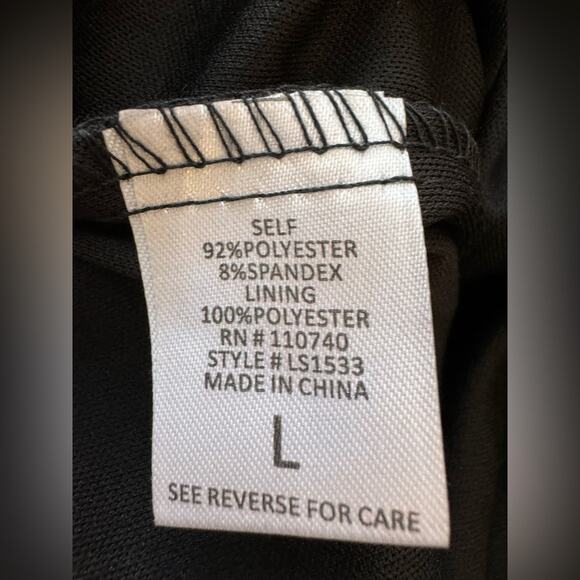 SELF
92%POLYESTER
8%SPANDEX
LINING
100%POLYESTER
RN # 110740
STYLE # LS1533
MADE IN CHINA
L
SEE REVERSE FOR CARE